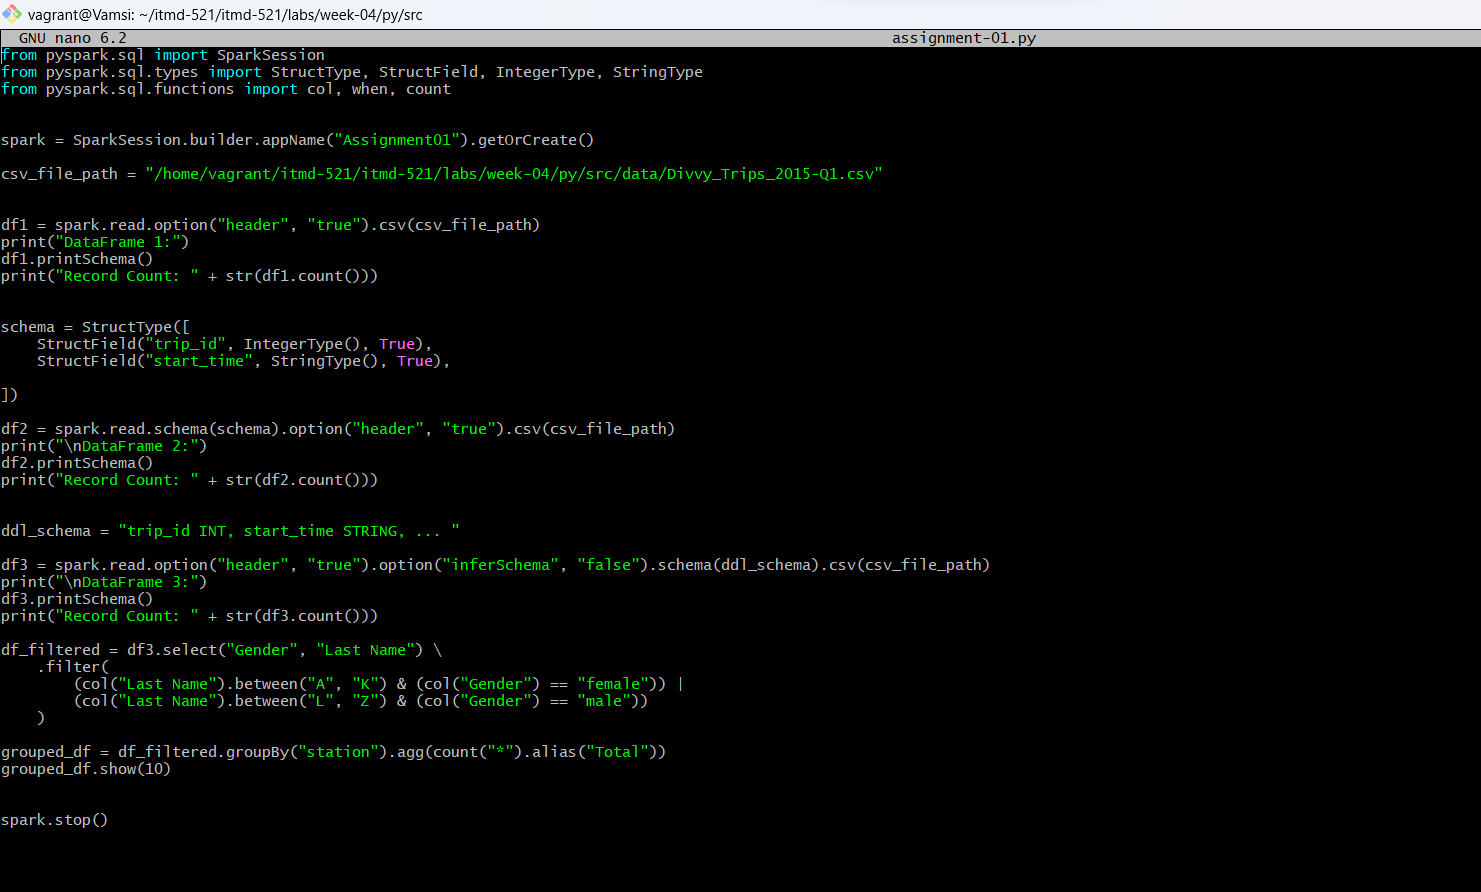 vagrant@Vamsi: ~/itmd-521/itmd-521/labs/week-04/py/src
GNU nano 6.2 assignment-01.py
from pyspark.sql import SparkSession
from pyspark.sql.types import StructType, StructField, IntegerType, StringType
from pyspark.sql.functions import col, when, count
spark = SparkSession.builder.appName("Assignment01").getOrCreate()
csv_file_path = "/home/vagrant/itmd-521/itmd-521/labs/week-04/py/src/data/Divvy_Trips_2015-Q1.csv"
df1 = spark.read.option("header", "true").csv(csv_file_path)
print("DataFrame 1:")
df1.printSchema()
print("Record Count: " + str(df1.count()))
schema = StructType([
    StructField("trip_id", IntegerType(), True),
    StructField("start_time", StringType(), True),
])
df2 = spark.read.schema(schema).option("header", "true").csv(csv_file_path)
print("\nDataFrame 2:")
df2.printSchema()
print("Record Count: " + str(df2.count()))
ddl_schema = "trip_id INT, start_time STRING, ... "
df3 = spark.read.option("header", "true").option("inferSchema", "false").schema(ddl_schema).csv(csv_file_path)
print("\nDataFrame 3:")
df3.printSchema()
print("Record Count: " + str(df3.count()))
df_filtered = df3.select("Gender", "Last Name") \
    .filter(
        (col("Last Name").between("A", "K") & (col("Gender") == "female")) |
        (col("Last Name").between("L", "Z") & (col("Gender") == "male"))
    )
grouped_df = df_filtered.groupBy("station").agg(count("*").alias("Total"))
grouped_df.show(10)
spark.stop()